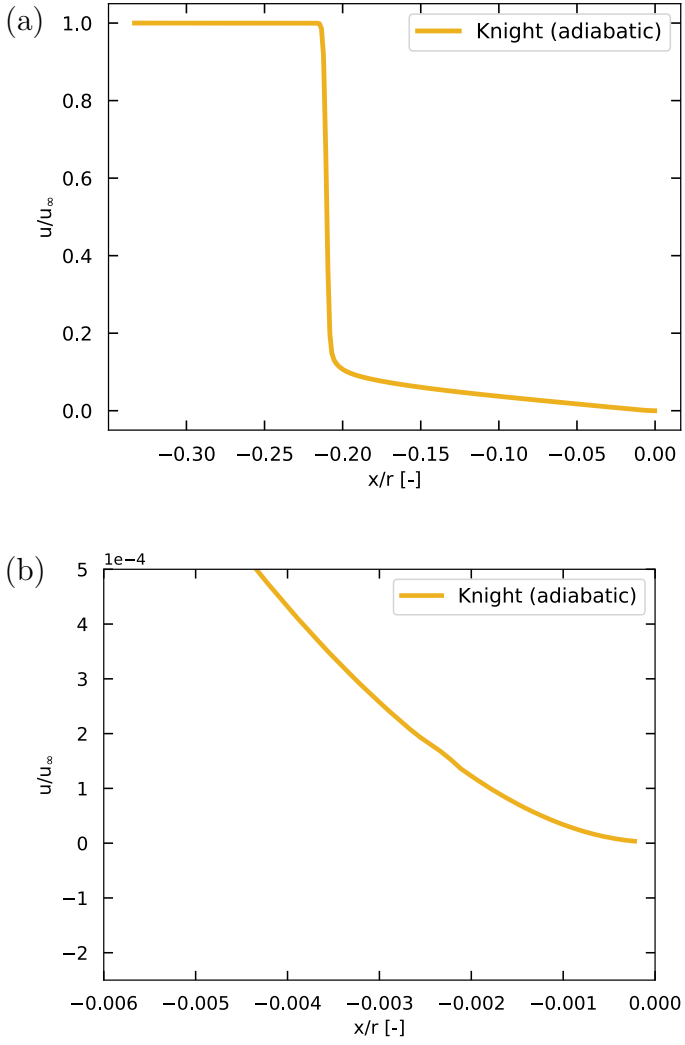 (a)
Knight (adiabatic)
1.0
0.8
0.6
0.4
0.2
0.0
u/u∞
−0.30 −0.25 −0.20 −0.15 −0.10 −0.05 0.00
x/r [-]
(b)
1e−4
Knight (adiabatic)
5
4
3
2
1
0
−1
−2
u/u∞
−0.006 −0.005 −0.004 −0.003 −0.002 −0.001 0.000
x/r [-]